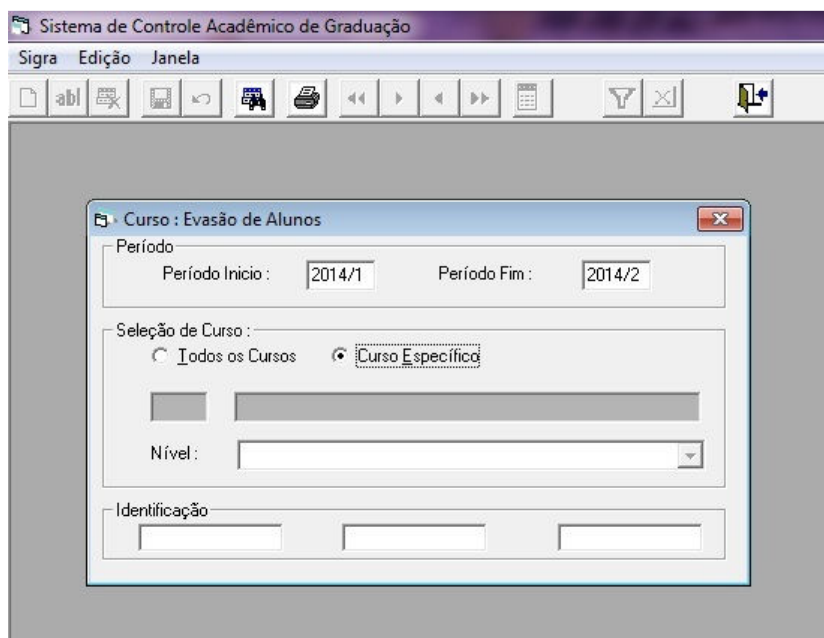 Sistema de Controle Acadêmico de Graduação
Sigra Edição Janela
abl
Curso : Evasão de Alunos
Período
Período Inicio : 2014/1 Período Fim : 2014/2
Seleção de Curso :
Todos os Cursos Curso Específico
Nível :
Identificação